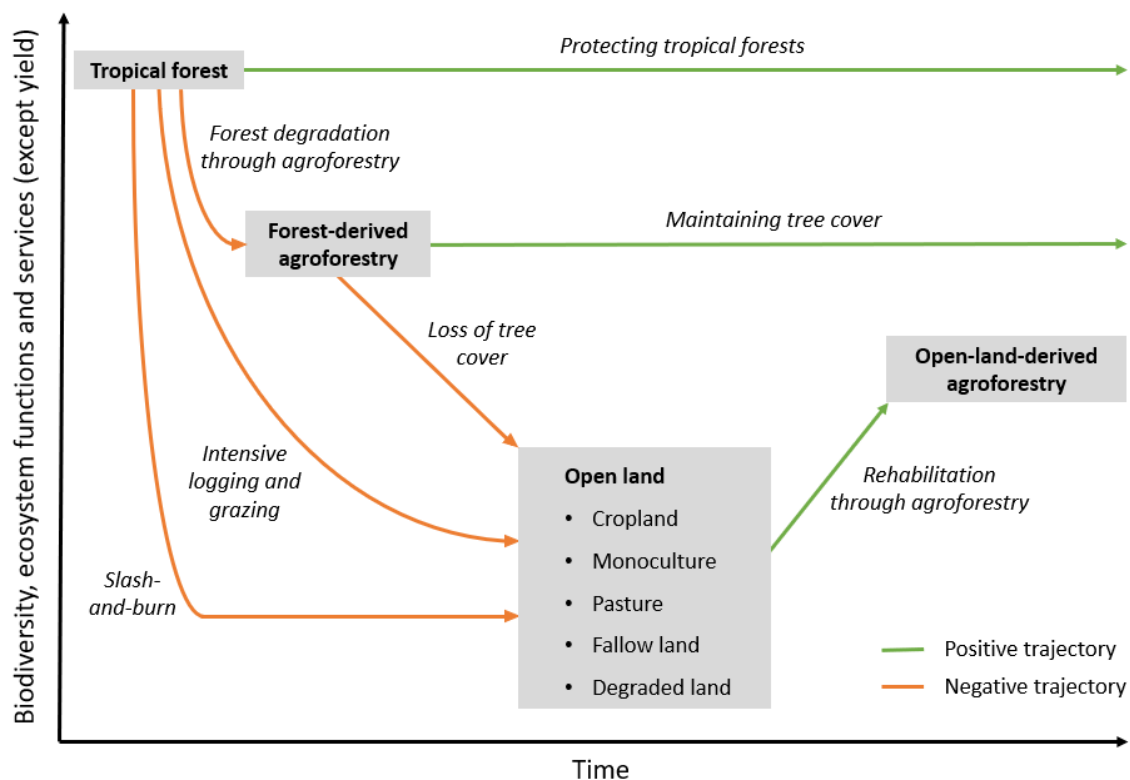 Biodiversity, ecosystem functions and services (except yield)
Tropical forest
Protecting tropical forests
Forest degradation
through agroforestry
Forest-derived
agroforestry
Maintaining tree cover
Loss of tree
cover
Open-land-derived
agroforestry
Intensive
logging and
grazing
Open land
• Cropland
• Monoculture
• Pasture
• Fallow land
• Degraded land
Rehabilitation
through agroforestry
Slash-
and-burn
Positive trajectory
Negative trajectory
Time